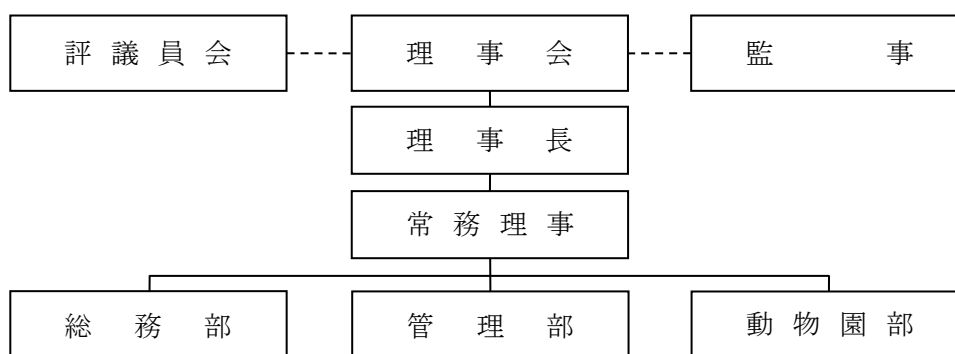 評議員会 理事会 監事
理事長
常務理事
総務部 管理部 動物園部